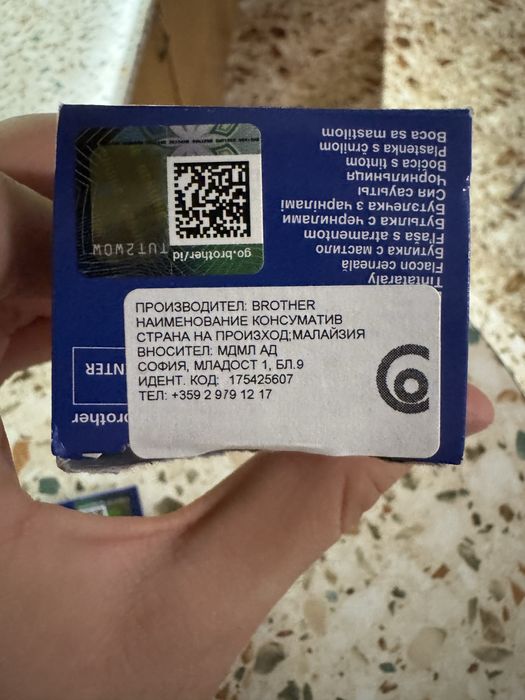 ПРОИЗВОДИТЕЛ: BROTHER
НАИМЕНОВАНИЕ КОНСУМАТИВ
СТРАНА НА ПРОИЗХОД;МАЛАЙЗИЯ
ВНОСИТЕЛ: МДМЛ АД
СОФИЯ, МЛАДОСТ 1, БЛ.9
ИДЕНТ. КОД: 175425607
ТЕЛ: +359 2 979 12 17
brother
Flacon cerneală
Бутилка с мастило
Fľaša s atramentom
Бутылка с чернилами
Бутэлечка з чарніламі
Сия сауыты
Чорнильниця
Bočica s tintom
Plastenka s črnilom
Boca sa mastilom
go.brother/id